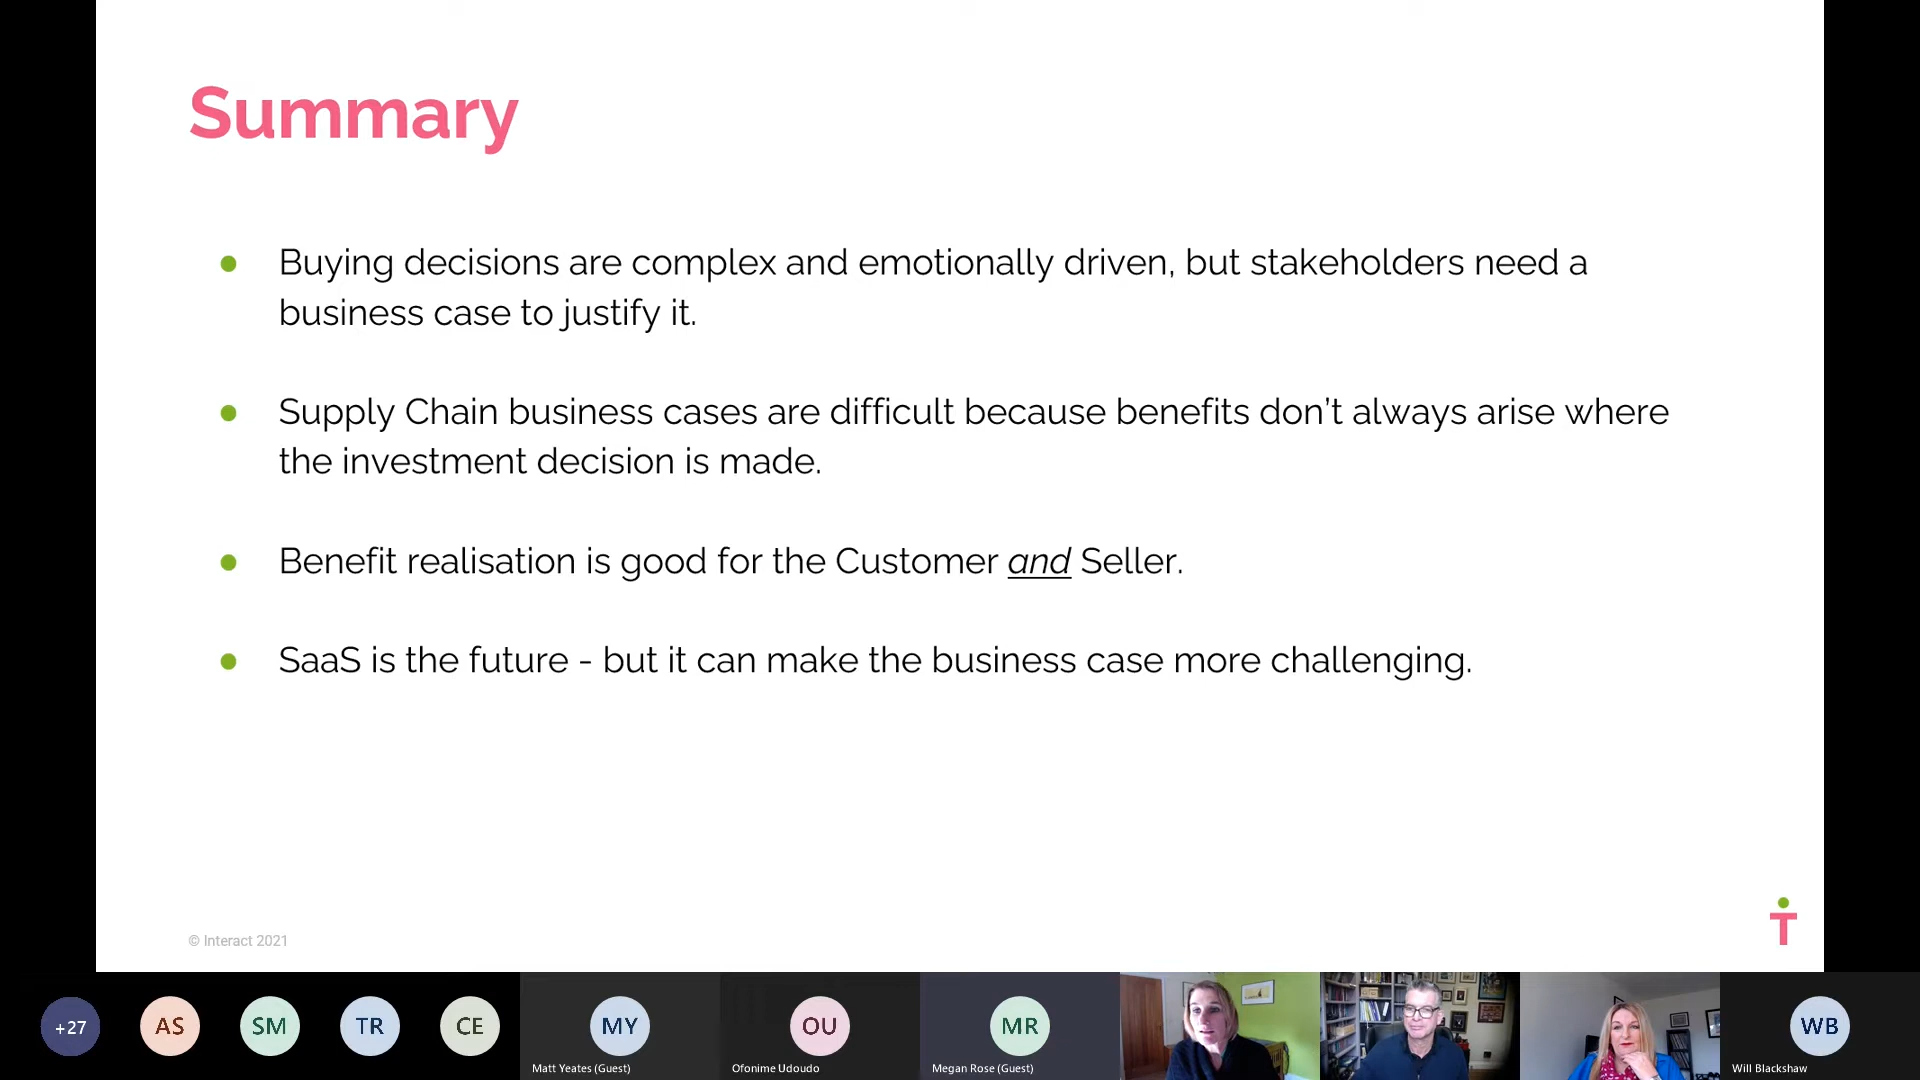 Summary
● Buying decisions are complex and emotionally driven, but stakeholders need a
business case to justify it.
● Supply Chain business cases are difficult because benefits don’t always arise where
the investment decision is made.
● Benefit realisation is good for the Customer and Seller.
● SaaS is the future - but it can make the business case more challenging.
© Interact 2021
+27
AS
SM
TR
CE
MY
OU
MR
WB
Matt Yeates (Guest)
Ofonime Udoudo
Megan Rose (Guest)
Will Blackshaw